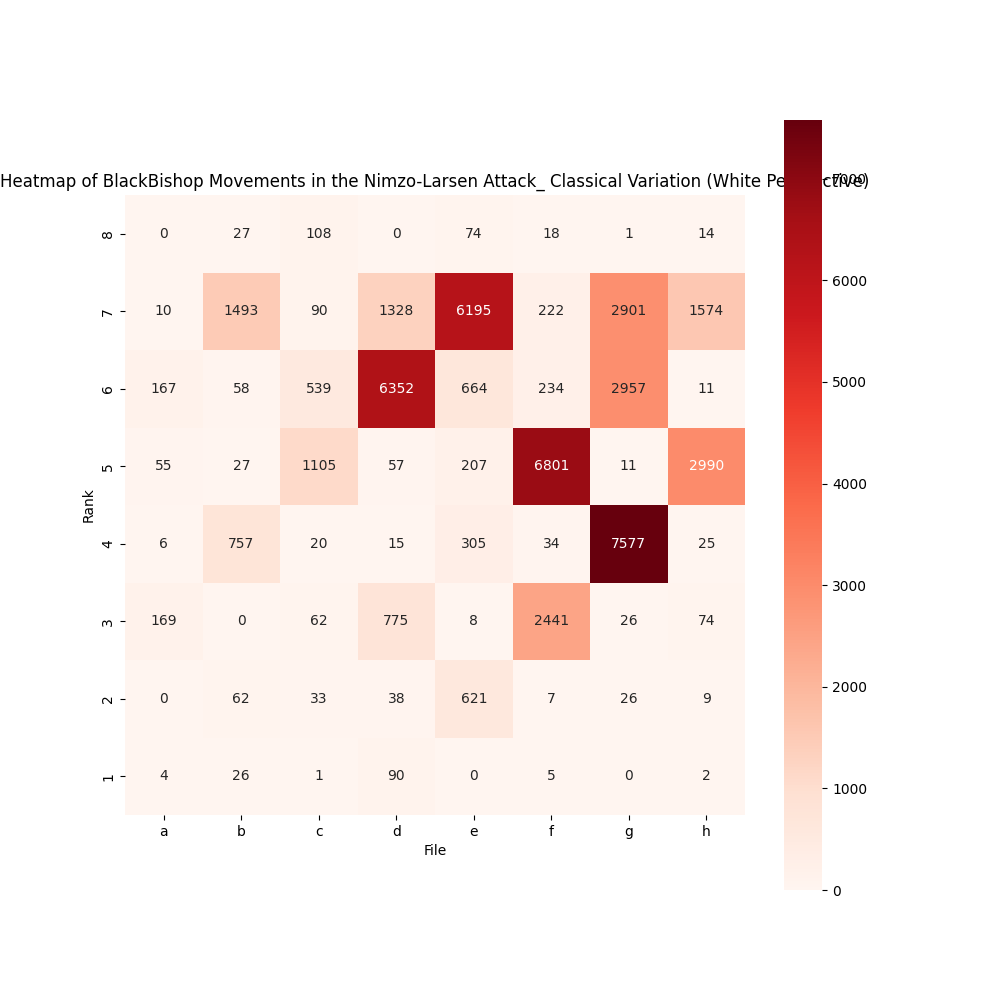 Heatmap of BlackBishop Movements in the Nimzo-Larsen Attack_ Classical Variation (White Pe ctive)
7000
8 0 27 108 0 74 18 1 14
7 10 1493 90 1328 6195 222 2901 1574
6000
6 167 58 539 6352 664 234 2957 11
5000
5 55 27 1105 57 207 6801 11 2990
4000
Rank
4 6 757 20 15 305 34 7577 25
3000
3 169 0 62 775 8 2441 26 74
2000
2 0 62 33 38 621 7 26 9
1000
1 4 26 1 90 0 5 0 2
a b c d e f g h
File
0